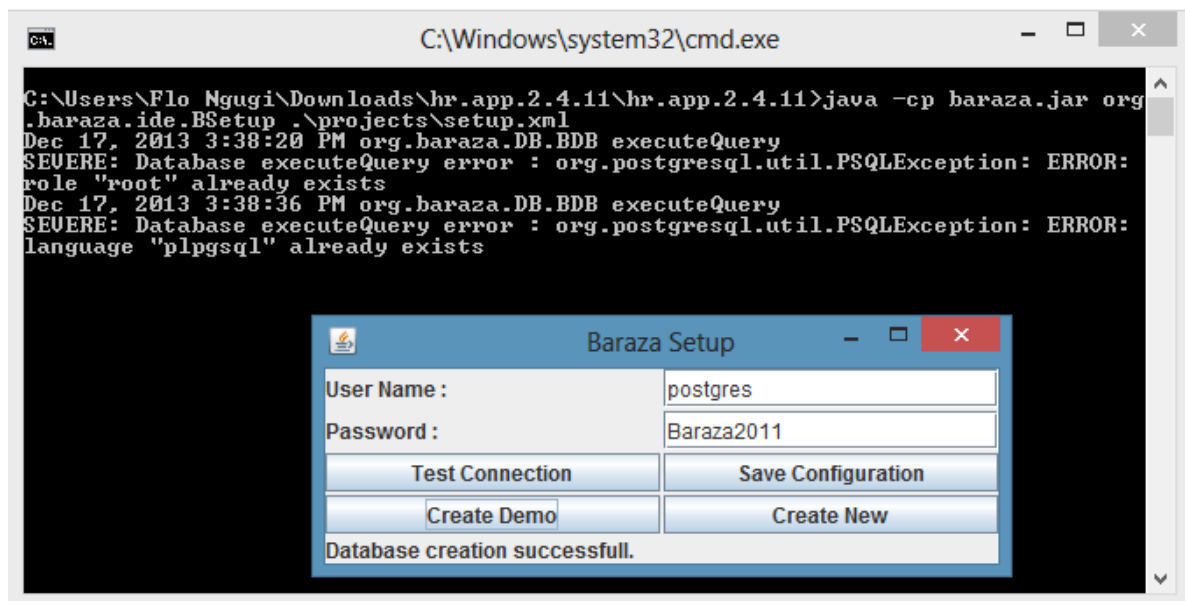 C:\Windows\system32\cmd.exe
C:\Users\Flo Ngugi\Downloads\hr.app.2.4.11\hr.app.2.4.11>java -cp baraza.jar org
.baraza.ide.BSetup .\projects\setup.xml
Dec 17, 2013 3:38:20 PM org.baraza.DB.BDB executeQuery
SEVERE: Database executeQuery error : org.postgresql.util.PSQLException: ERROR:
role "root" already exists
Dec 17, 2013 3:38:36 PM org.baraza.DB.BDB executeQuery
SEVERE: Database executeQuery error : org.postgresql.util.PSQLException: ERROR:
language "plpgsql" already exists
Baraza Setup
User Name : postgres
Password : Baraza2011
Test Connection Save Configuration
Create Demo Create New
Database creation successfull.